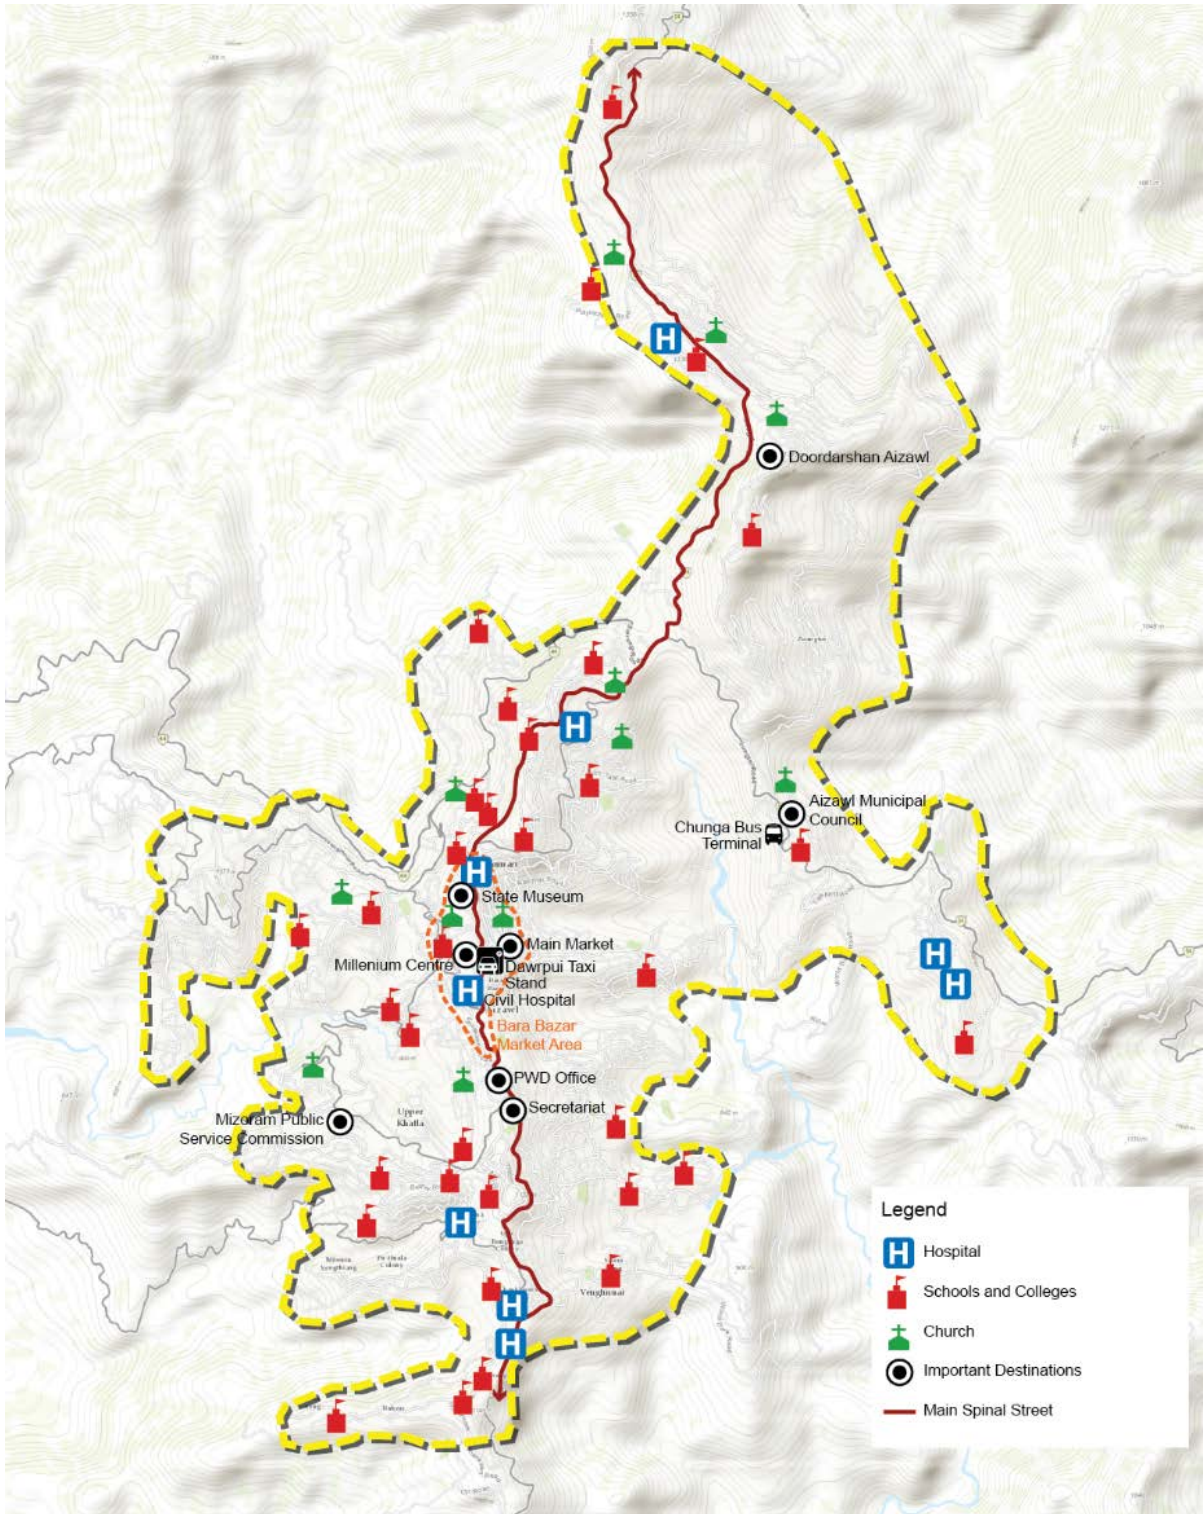 Doordarshan Aizawl
Aizawl Municipal
Council
Chunga Bus
Terminal
State Museum
Main Market
Millenium Centre
Dawrpui Taxi
Stand
Civil Hospital
Bara Bazar
Market Area
PWD Office
Secretariat
Upper
Khatla
Mizoram Public
Service Commission
Venghnuai
Legend
H Hospital
Schools and Colleges
Church
Important Destinations
Main Spinal Street